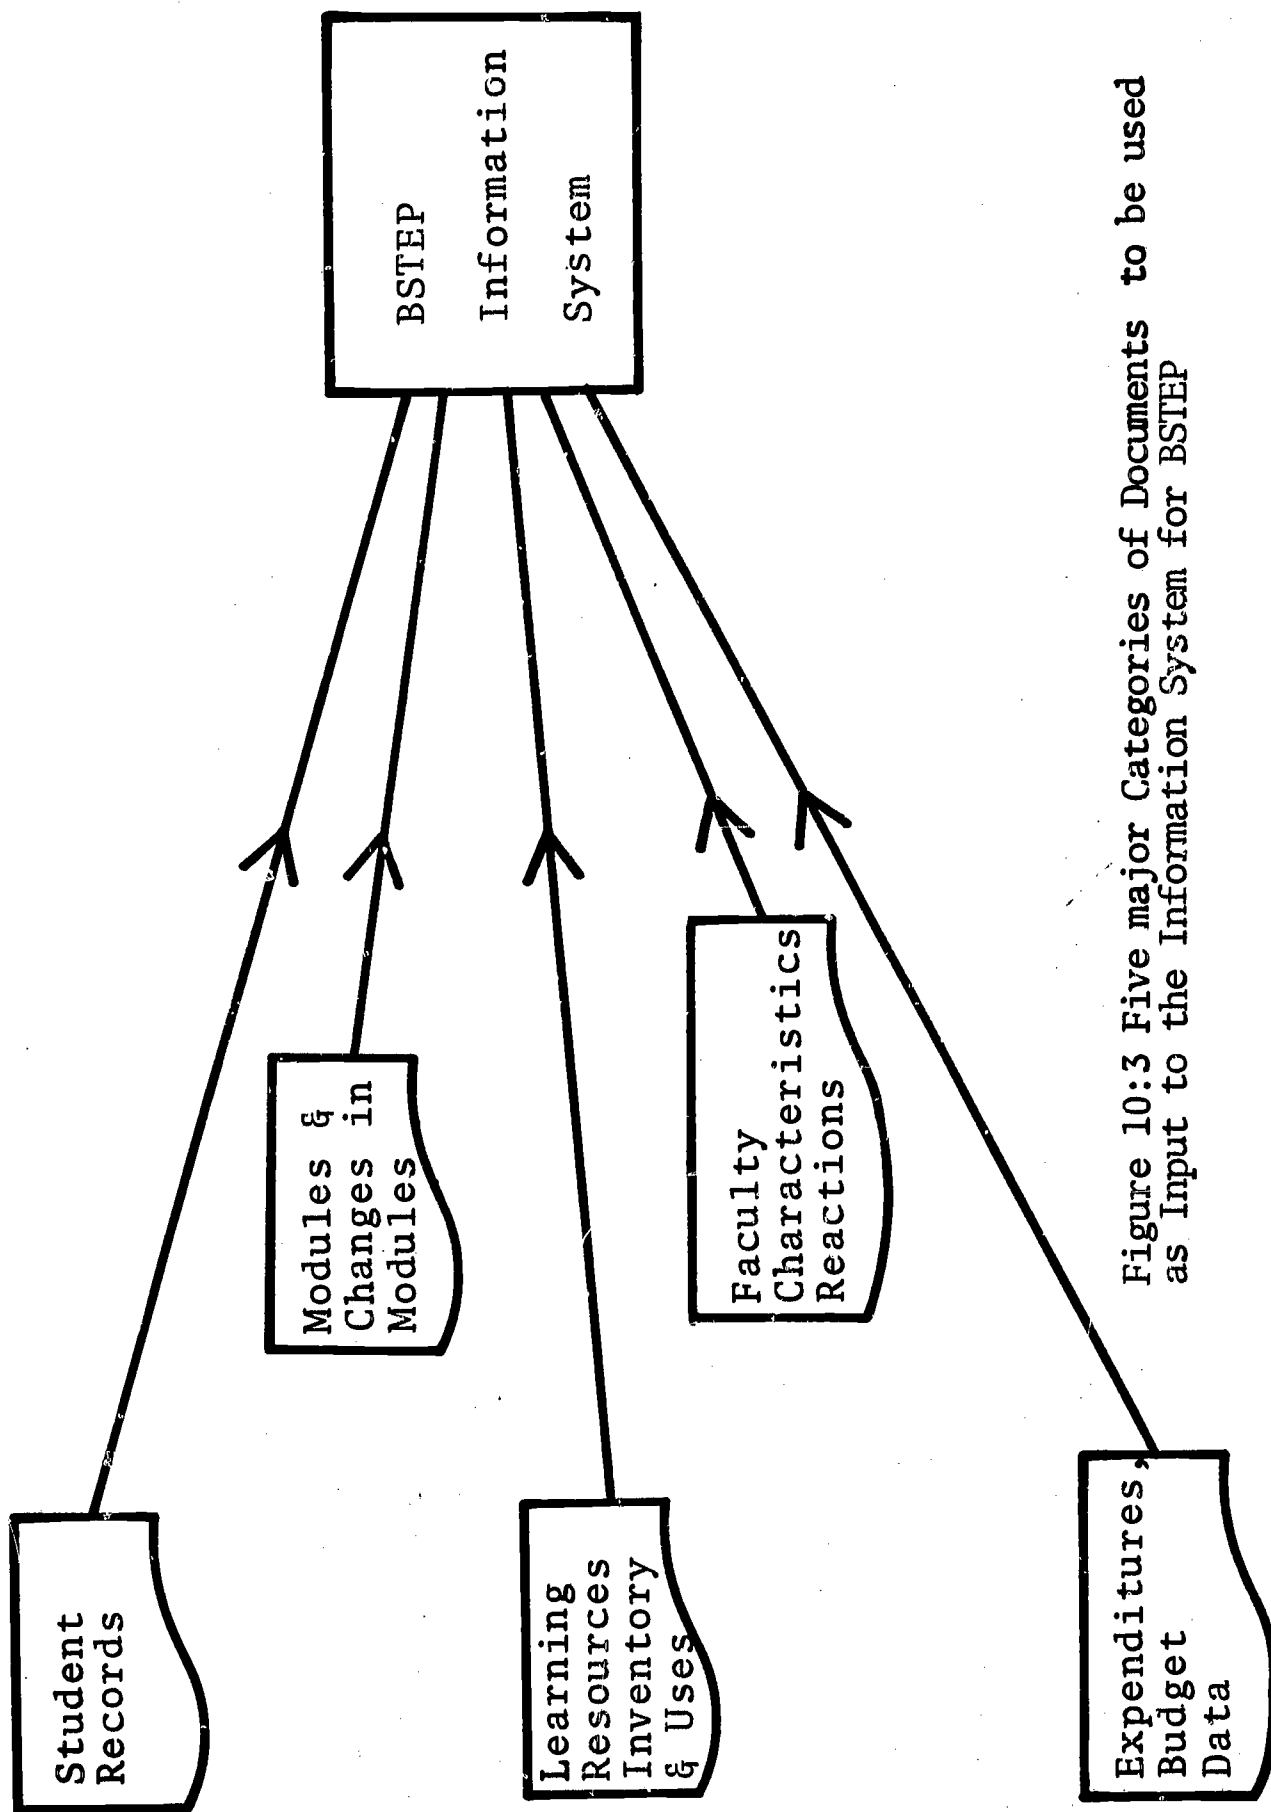 Student
Records
Modules &
Changes in
Modules
Learning
Resources
Inventory
& Uses
Faculty
Characteristics
Reactions
Expenditures,
Budget
Data
BSTEP
Information
System
Figure 10:3 Five major Categories of Documents to be used
as Input to the Information System for BSTEP